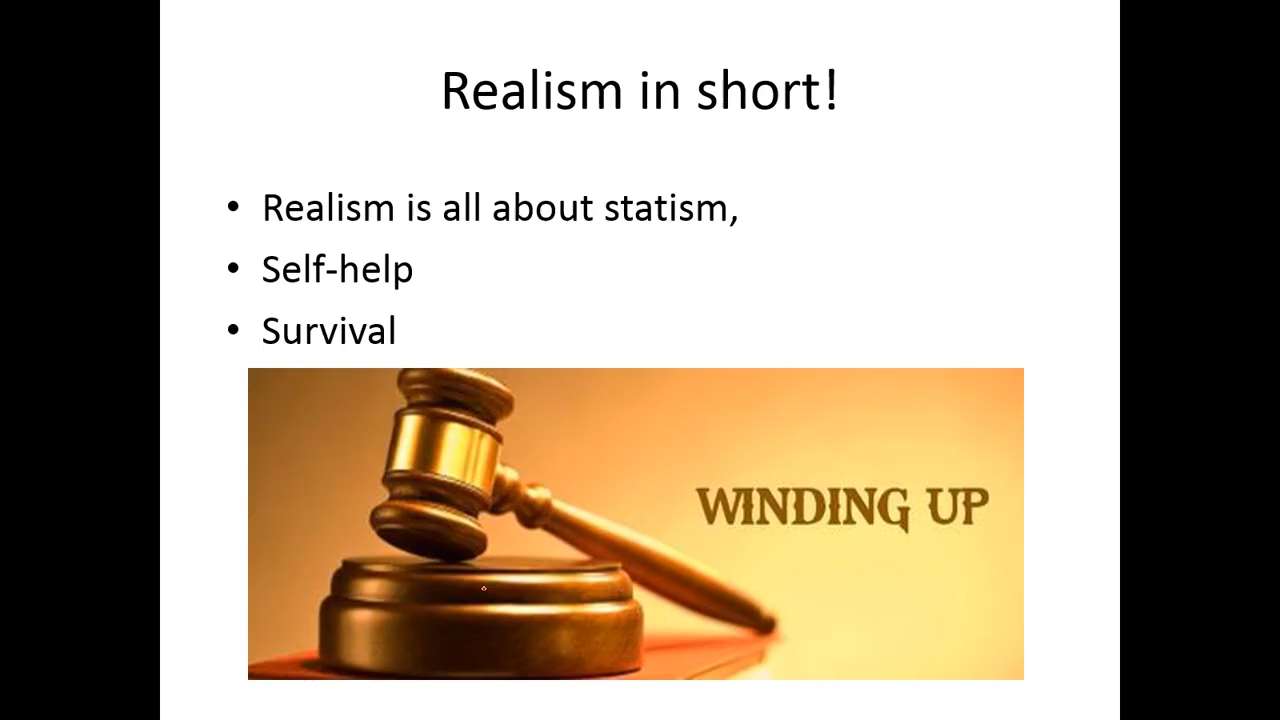 Realism in short!
• Realism is all about statism,
• Self-help
• Survival
WINDING UP